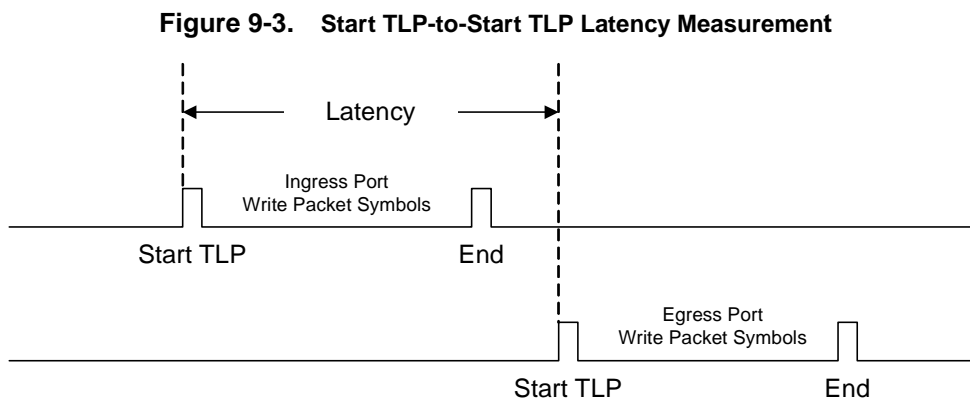 Figure 9-3. Start TLP-to-Start TLP Latency Measurement
Latency
Ingress Port
Write Packet Symbols
Start TLP
End
Egress Port
Write Packet Symbols
Start TLP
End